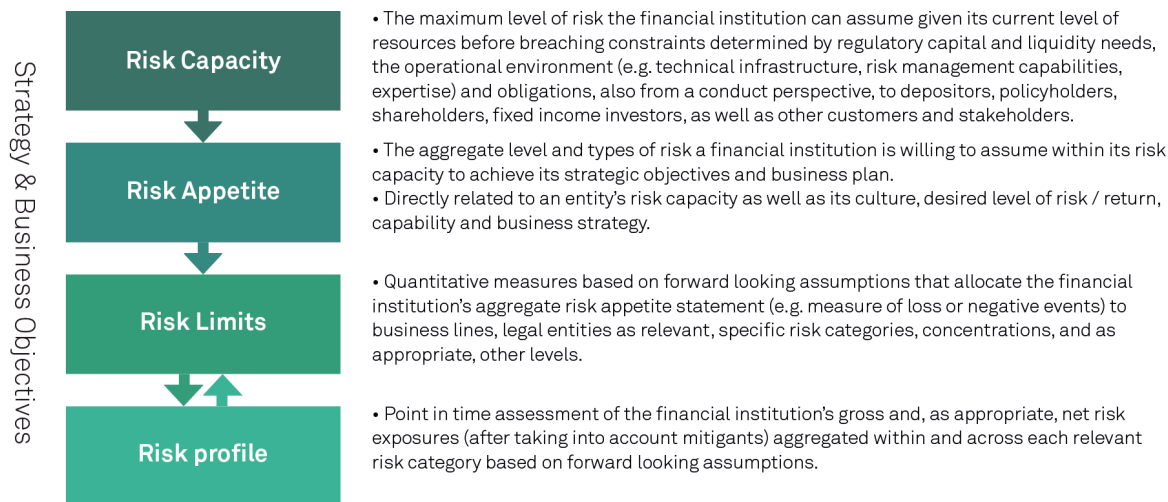 Strategy & Business Objectives
Risk Capacity
• The maximum level of risk the financial institution can assume given its current level of
resources before breaching constraints determined by regulatory capital and liquidity needs,
the operational environment (e.g. technical infrastructure, risk management capabilities,
expertise) and obligations, also from a conduct perspective, to depositors, policyholders,
shareholders, fixed income investors, as well as other customers and stakeholders.
Risk Appetite
• The aggregate level and types of risk a financial institution is willing to assume within its risk
capacity to achieve its strategic objectives and business plan.
• Directly related to an entity's risk capacity as well as its culture, desired level of risk / return,
capability and business strategy.
Risk Limits
• Quantitative measures based on forward looking assumptions that allocate the financial
institution's aggregate risk appetite statement (e.g. measure of loss or negative events) to
business lines, legal entities as relevant, specific risk categories, concentrations, and as
appropriate, other levels.
Risk profile
• Point in time assessment of the financial institution's gross and, as appropriate, net risk
exposures (after taking into account mitigants) aggregated within and across each relevant
risk category based on forward looking assumptions.